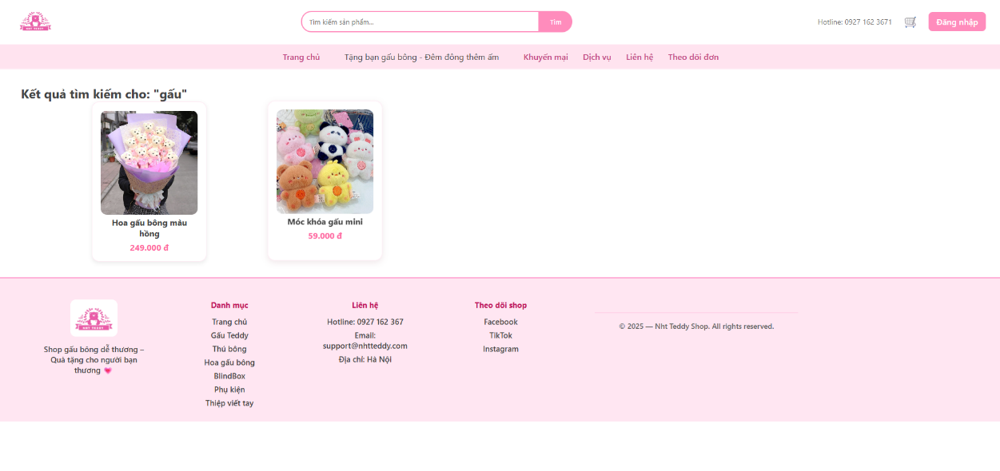 NHT TEDDY
Tìm kiếm sản phẩm...
Tìm
Hotline: 0927 162 3671
Đăng nhập
Trang chủ
Tặng bạn gấu bông - Đêm đông thêm ấm
Khuyến mại
Dịch vụ
Liên hệ
Theo dõi đơn
Kết quả tìm kiếm cho: "gấu"
Hoa gấu bông màu
hồng
249.000 đ
Móc khóa gấu mini
59.000 đ
NHT TEDDY
Shop gấu bông dễ thương –
Quà tặng cho người bạn
thương 💗
Danh mục
Trang chủ
Gấu Teddy
Thú bông
Hoa gấu bông
BlindBox
Phụ kiện
Thiệp viết tay
Liên hệ
Hotline: 0927 162 367
Email:
support@nhtteddy.com
Địa chỉ: Hà Nội
Theo dõi shop
Facebook
TikTok
Instagram
© 2025 — Nht Teddy Shop. All rights reserved.